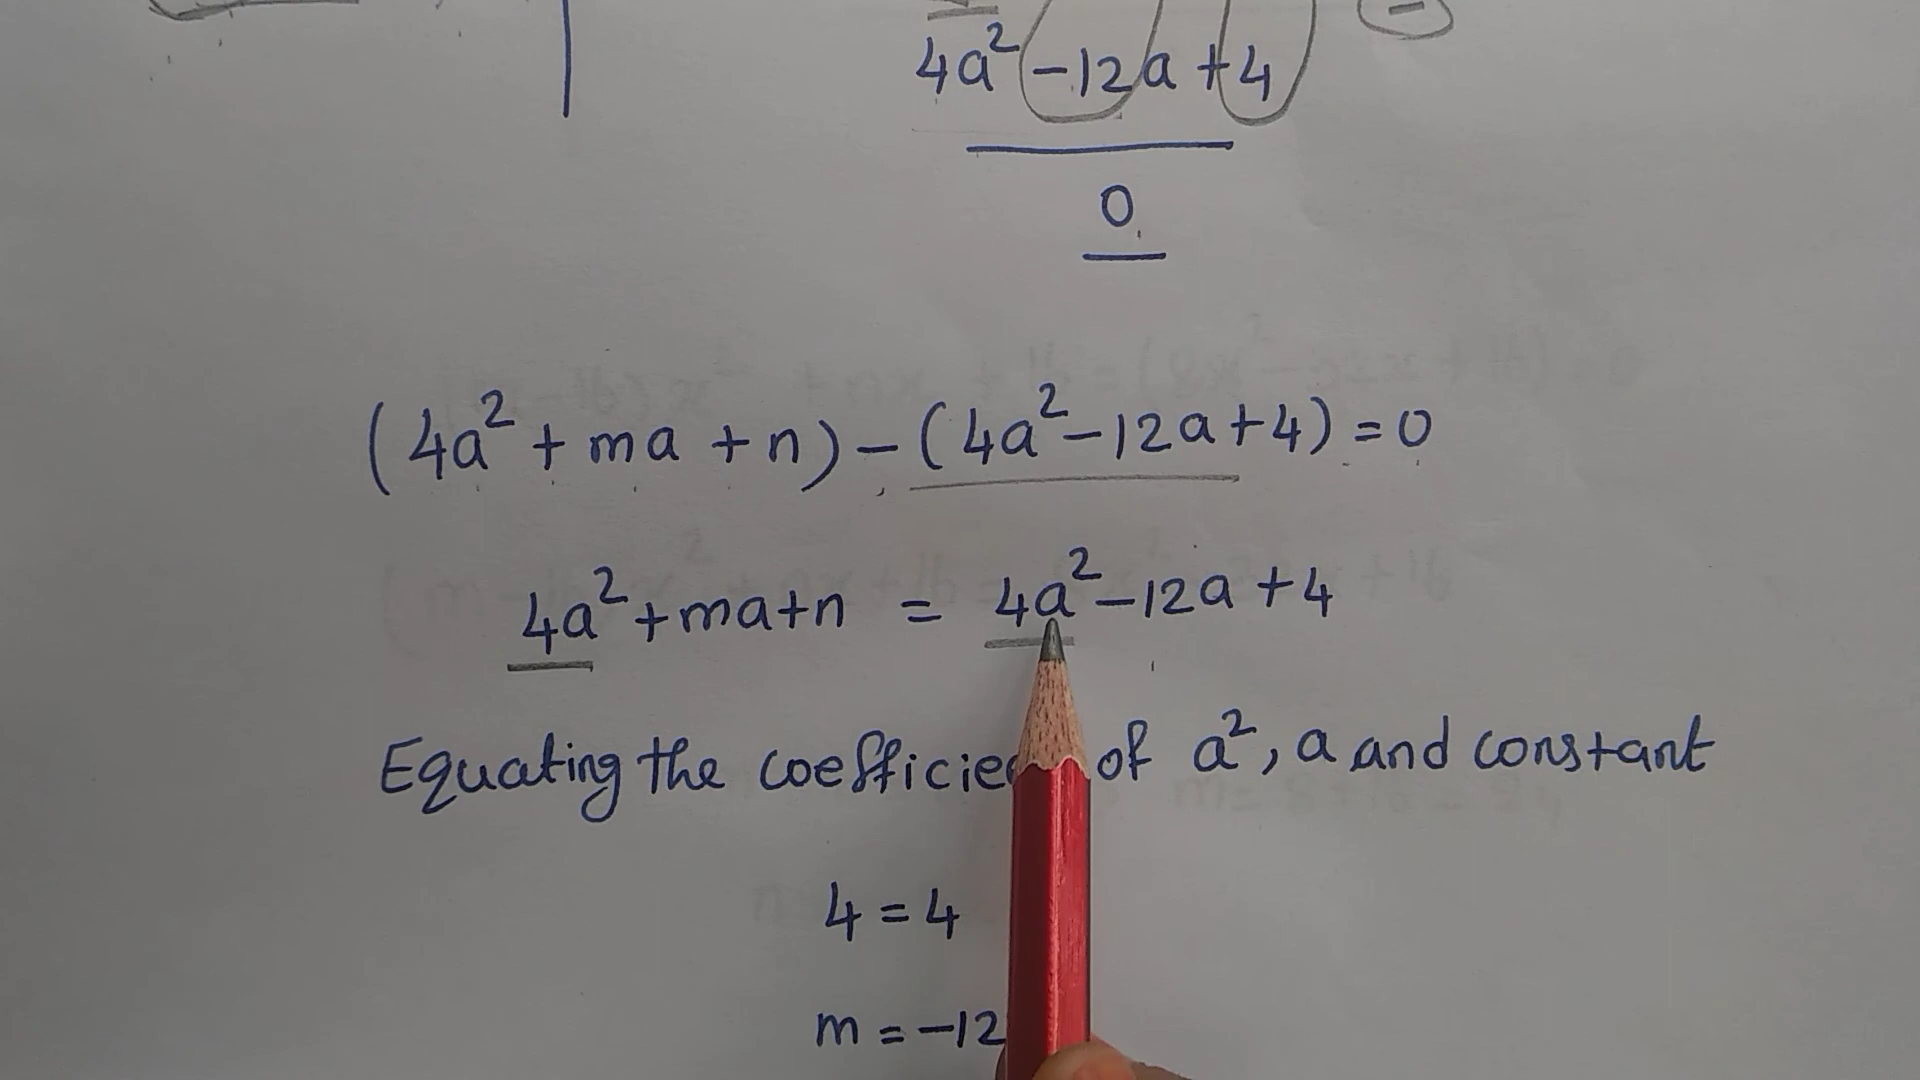 4a² -12a +4
0
(4a² + ma + n) - (4a² - 12a + 4) = 0
4a² + ma + n = 4a² - 12a + 4
Equating the of a², a and constant
4 = 4
m = -12